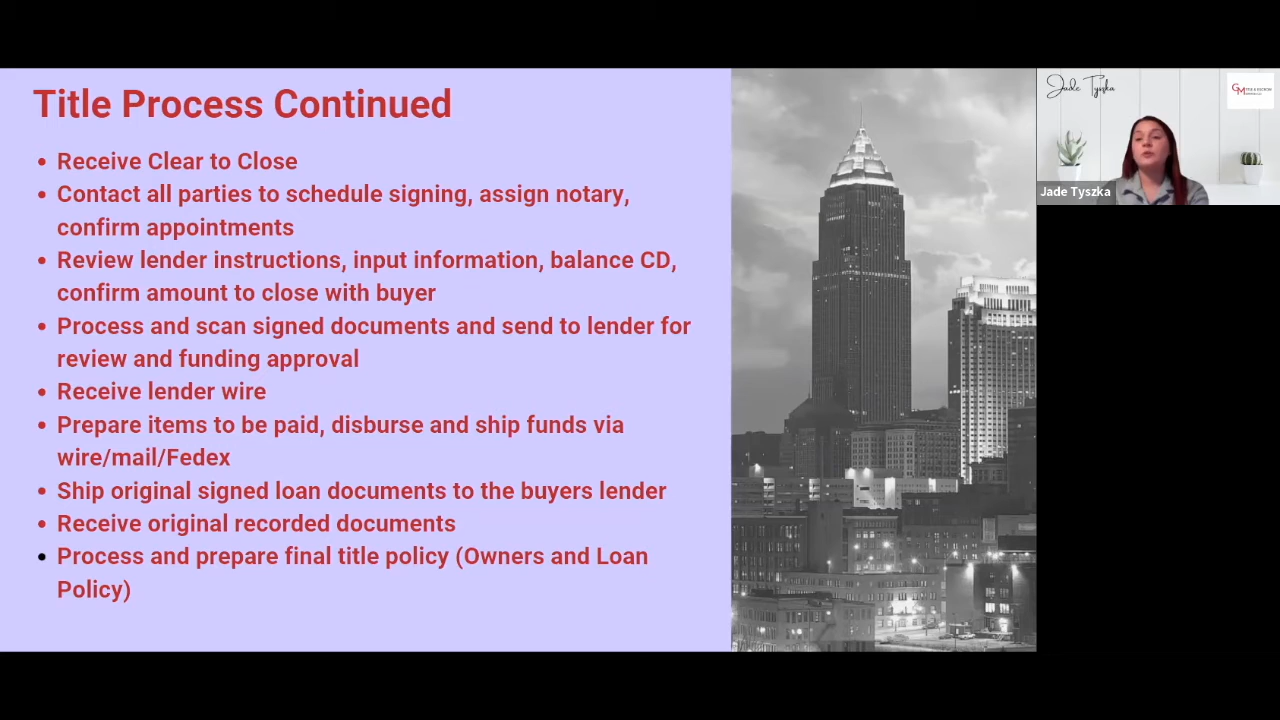 Title Process Continued
• Receive Clear to Close
• Contact all parties to schedule signing, assign notary,
confirm appointments
• Review lender instructions, input information, balance CD,
confirm amount to close with buyer
• Process and scan signed documents and send to lender for
review and funding approval
• Receive lender wire
• Prepare items to be paid, disburse and ship funds via
wire/mail/Fedex
• Ship original signed loan documents to the buyers lender
• Receive original recorded documents
• Process and prepare final title policy (Owners and Loan
Policy)
Jade Tyszka
GM
Jade Tyszka